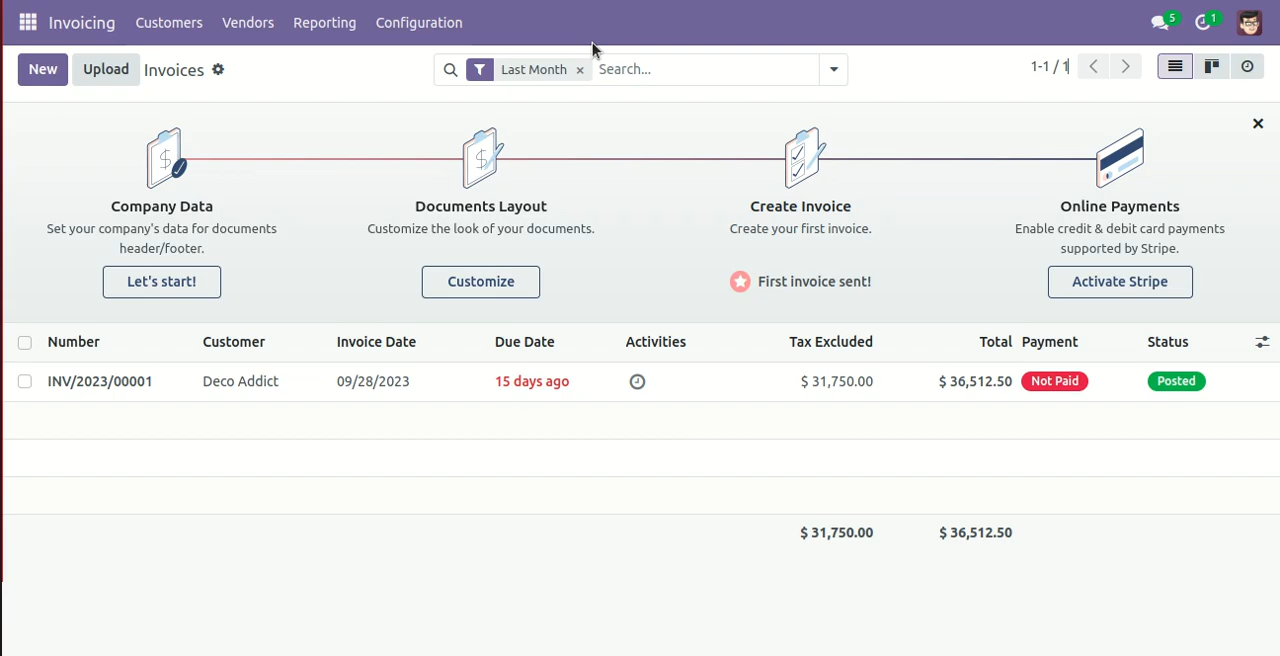 Invoicing Customers Vendors Reporting Configuration 5 1
New Upload Invoices Last Month × Search... 1-1 / 1
Company Data
Set your company's data for documents
header/footer.
Let's start!
Documents Layout
Customize the look of your documents.
Customize
Create Invoice
Create your first invoice.
First invoice sent!
Online Payments
Enable credit & debit card payments
supported by Stripe.
Activate Stripe
Number Customer Invoice Date Due Date Activities Tax Excluded Total Payment Status
INV/2023/00001 Deco Addict 09/28/2023 15 days ago $ 31,750.00 $ 36,512.50 Not Paid Posted
$ 31,750.00 $ 36,512.50